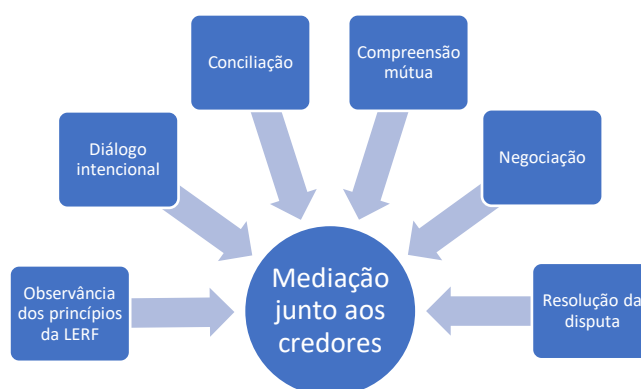 Conciliação
Compreensão
mútua
Diálogo
intencional
Negociação
Observância
dos princípios
da LERF
Mediação
junto aos
credores
Resolução da
disputa